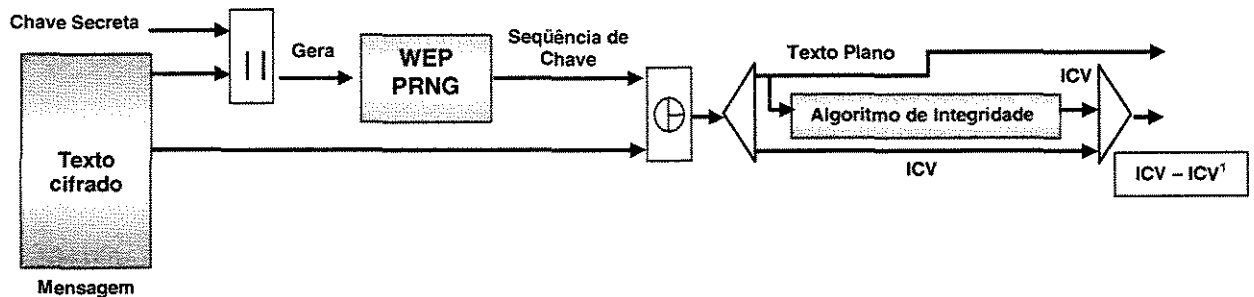 Chave Secreta
| |
Gera
WEP
PRNG
Seqüência de
Chave
Texto Plano
ICV
Algoritmo de Integridade
ICV
ICV – ICV¹
Texto
cifrado
Mensagem